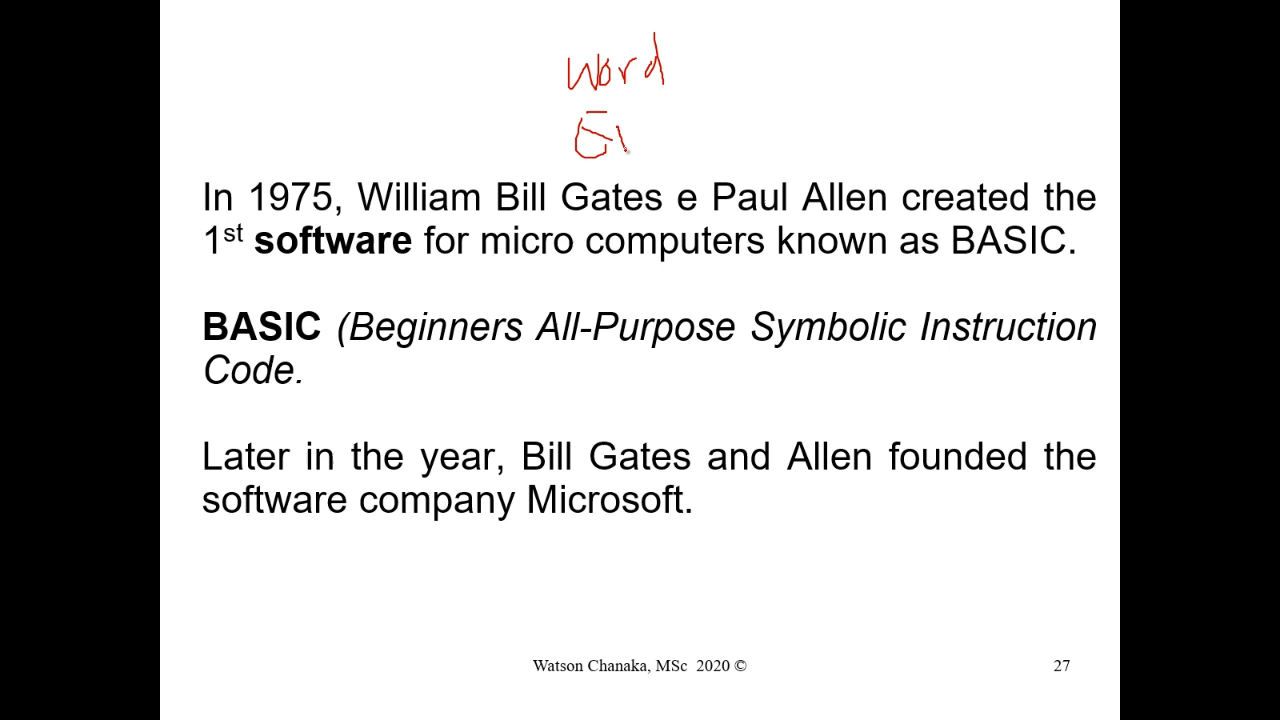 Word
In 1975, William Bill Gates e Paul Allen created the
1st software for micro computers known as BASIC.
BASIC (Beginners All-Purpose Symbolic Instruction
Code.
Later in the year, Bill Gates and Allen founded the
software company Microsoft.
Watson Chanaka, MSc 2020 © 27